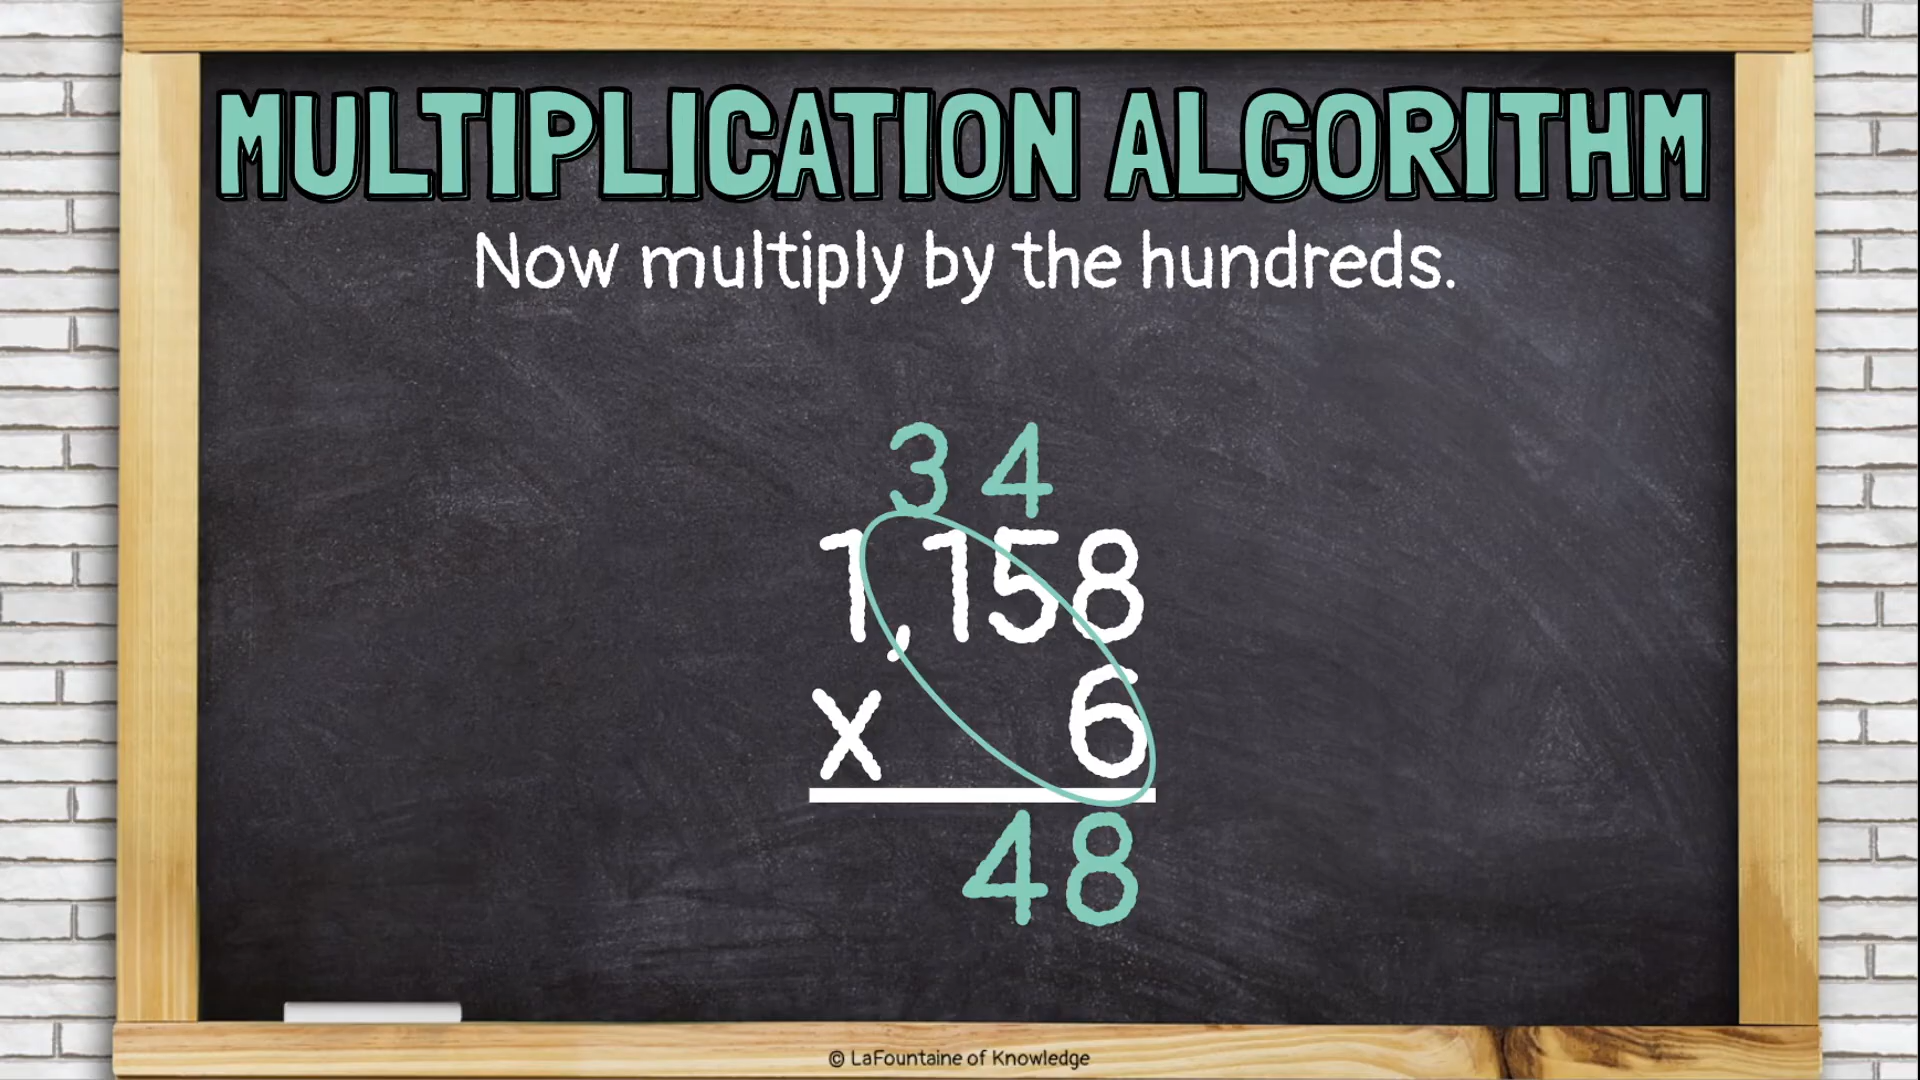 MULTIPLICATION ALGORITHM
Now multiply by the hundreds.
3 4
1,158
x 6
48
© LaFountaine of Knowledge